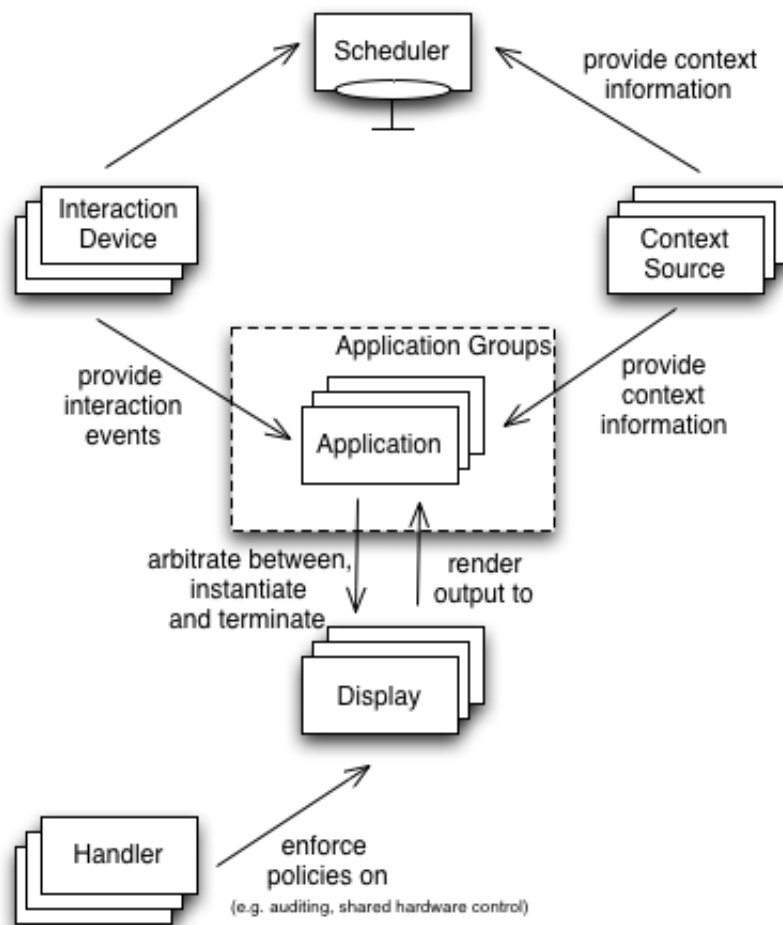 Scheduler
provide context
information
Interaction
Device
Context
Source
Application Groups
provide
interaction
events
provide
context
information
Application
arbitrate between,
instantiate
and terminate
render
output to
Display
Handler
enforce
policies on
(e.g. auditing, shared hardware control)